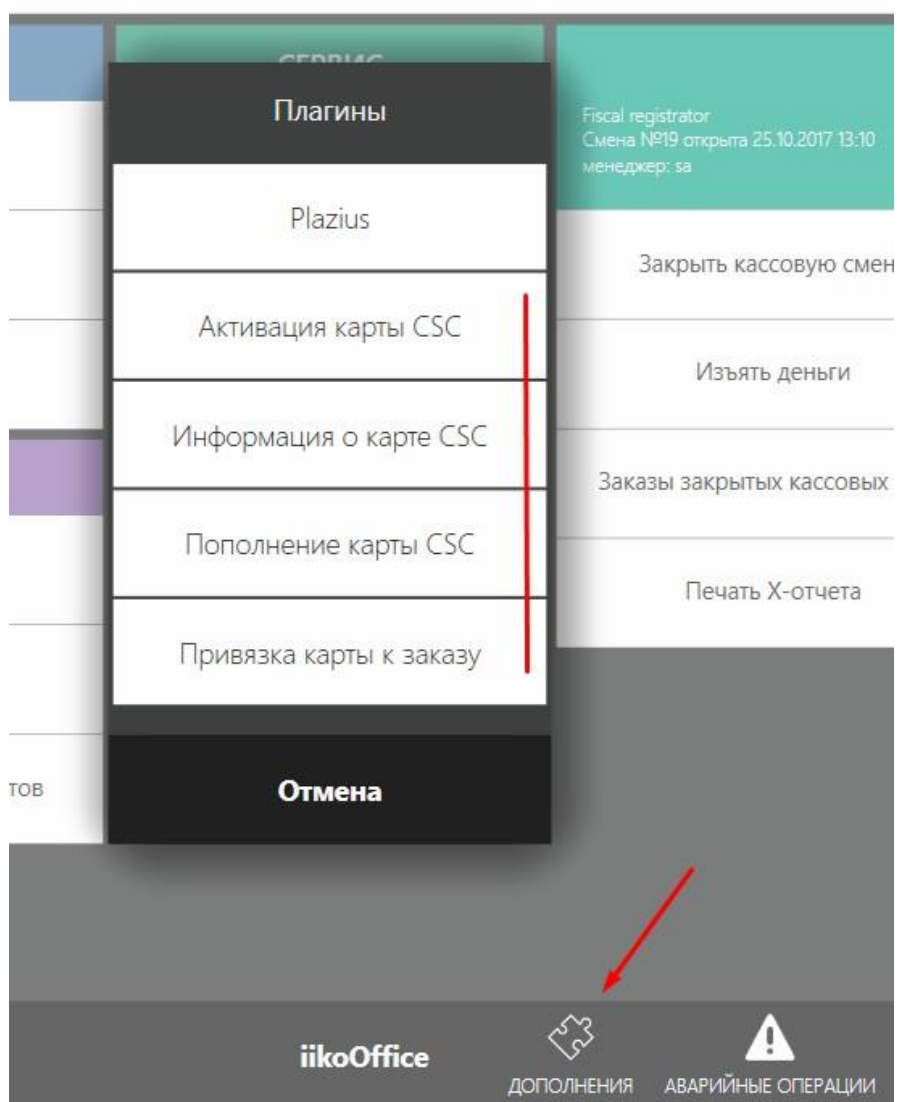 СЕРВИС
Плагины
Plazius
Активация карты CSC
Информация о карте CSC
Пополнение карты CSC
Привязка карты к заказу
Отмена
Fiscal registrator
Смена №19 открыта 25.10.2017 13:10
менеджер: sa
Закрыть кассовую смен
Изъять деньги
Заказы закрытых кассовых
Печать X-отчета
тов
iikoOffice
ДОПОЛНЕНИЯ
АВАРИЙНЫЕ ОПЕРАЦИИ